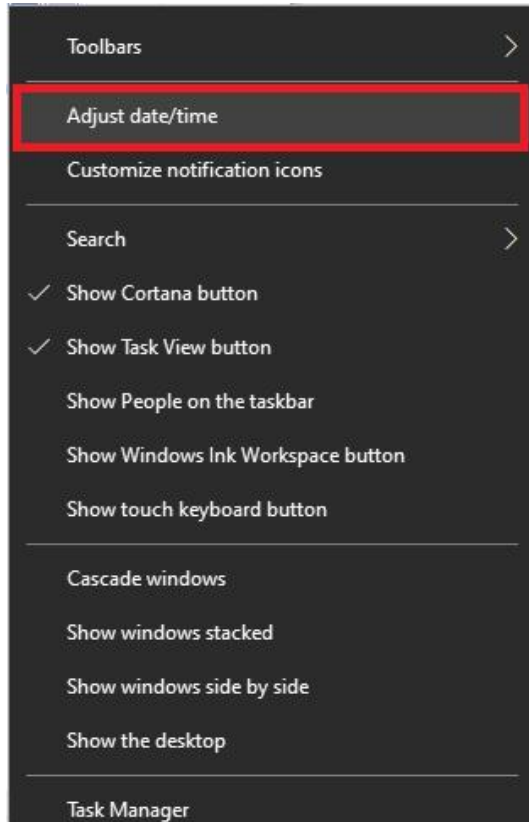 Toolbars
Adjust date/time
Customize notification icons
Search
Show Cortana button
Show Task View button
Show People on the taskbar
Show Windows Ink Workspace button
Show touch keyboard button
Cascade windows
Show windows stacked
Show windows side by side
Show the desktop
Task Manager